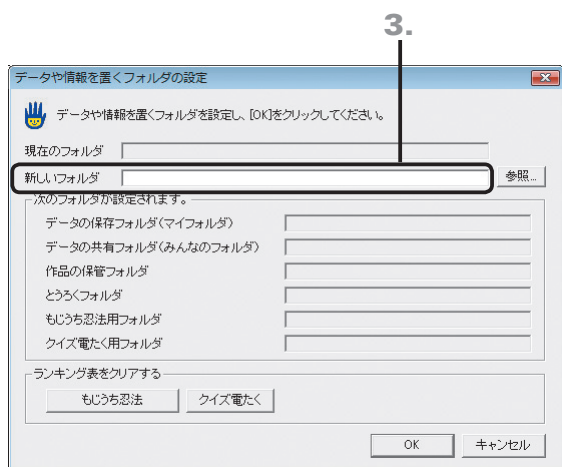 3.
データや情報を置くフォルダの設定
データや情報を置くフォルダを設定し、[OK]をクリックしてください。
現在のフォルダ
新しいフォルダ 参照...
次のフォルダが設定されます。
データの保存フォルダ(マイフォルダ)
データの共有フォルダ(みんなのフォルダ)
作品の保管フォルダ
とうろくフォルダ
もじうち忍法用フォルダ
クイズ電たく用フォルダ
ランキング表をクリアする
もじうち忍法 クイズ電たく
OK キャンセル